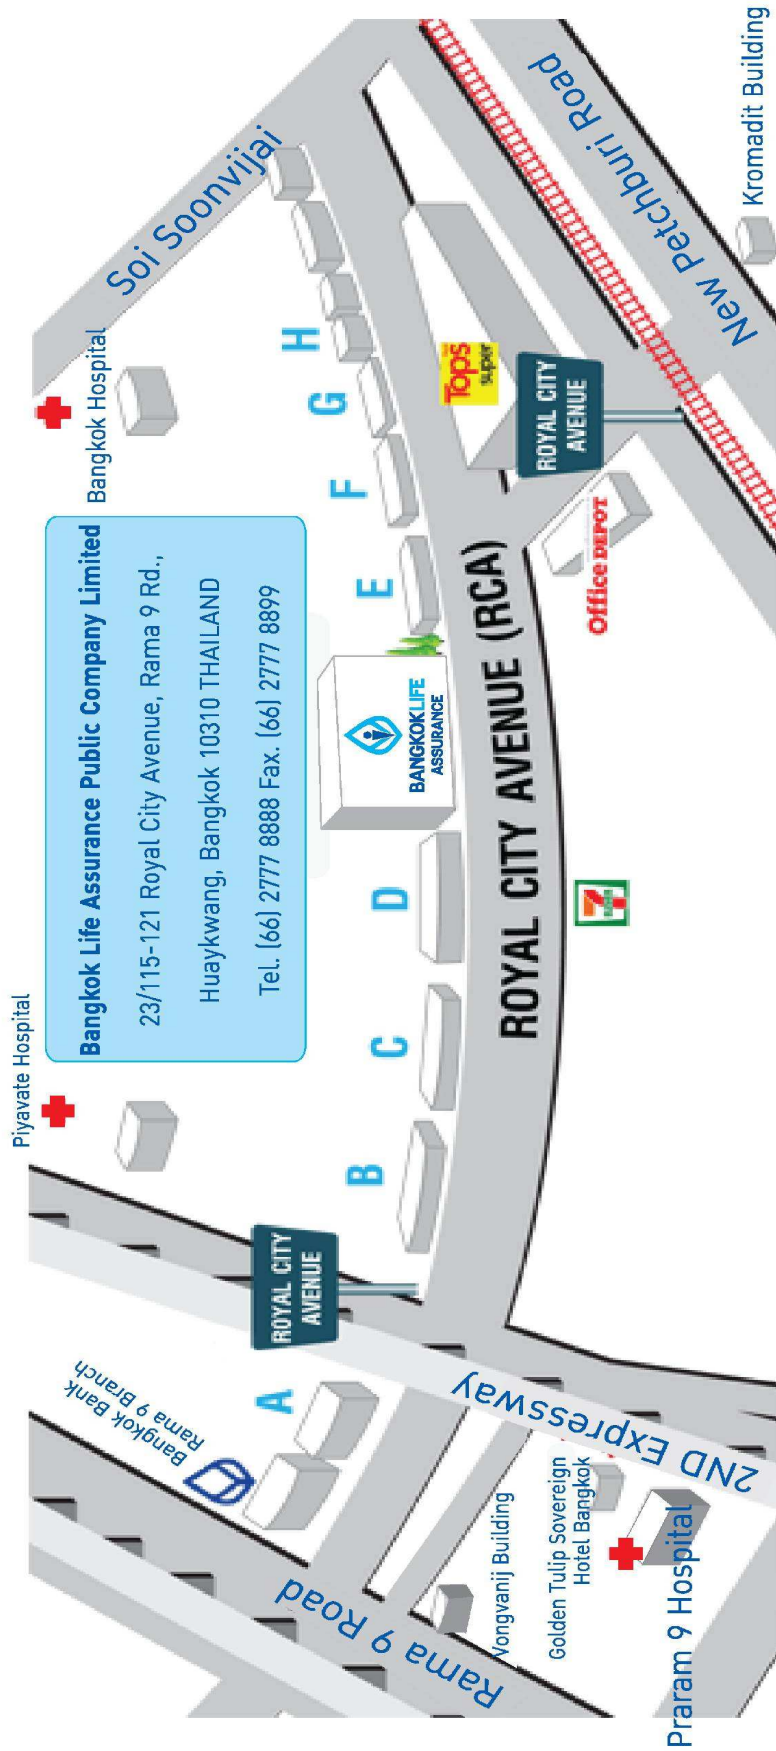 Piyavate Hospital
Bangkok Hospital
Soi Soonvijai
Bangkok Life Assurance Public Company Limited
23/115-121 Royal City Avenue, Rama 9 Rd.,
Huaykwang, Bangkok 10310 THAILAND
Tel. (66) 2777 8888 Fax. (66) 2777 8899
Bangkok Bank
Rama 9 Branch
A
ROYAL CITY
AVENUE
B
C
D
BANGKOKLIFE
ASSURANCE
E
F
G
H
Tops
super
ROYAL CITY
AVENUE
ROYAL CITY AVENUE (RCA)
Rama 9 Road
2ND Expressway
Vongvanij Building
Golden Tulip Sovereign
Hotel Bangkok
Praram 9 Hospital
7
Office DEPOT
New Petchburi Road
Kromadit Building